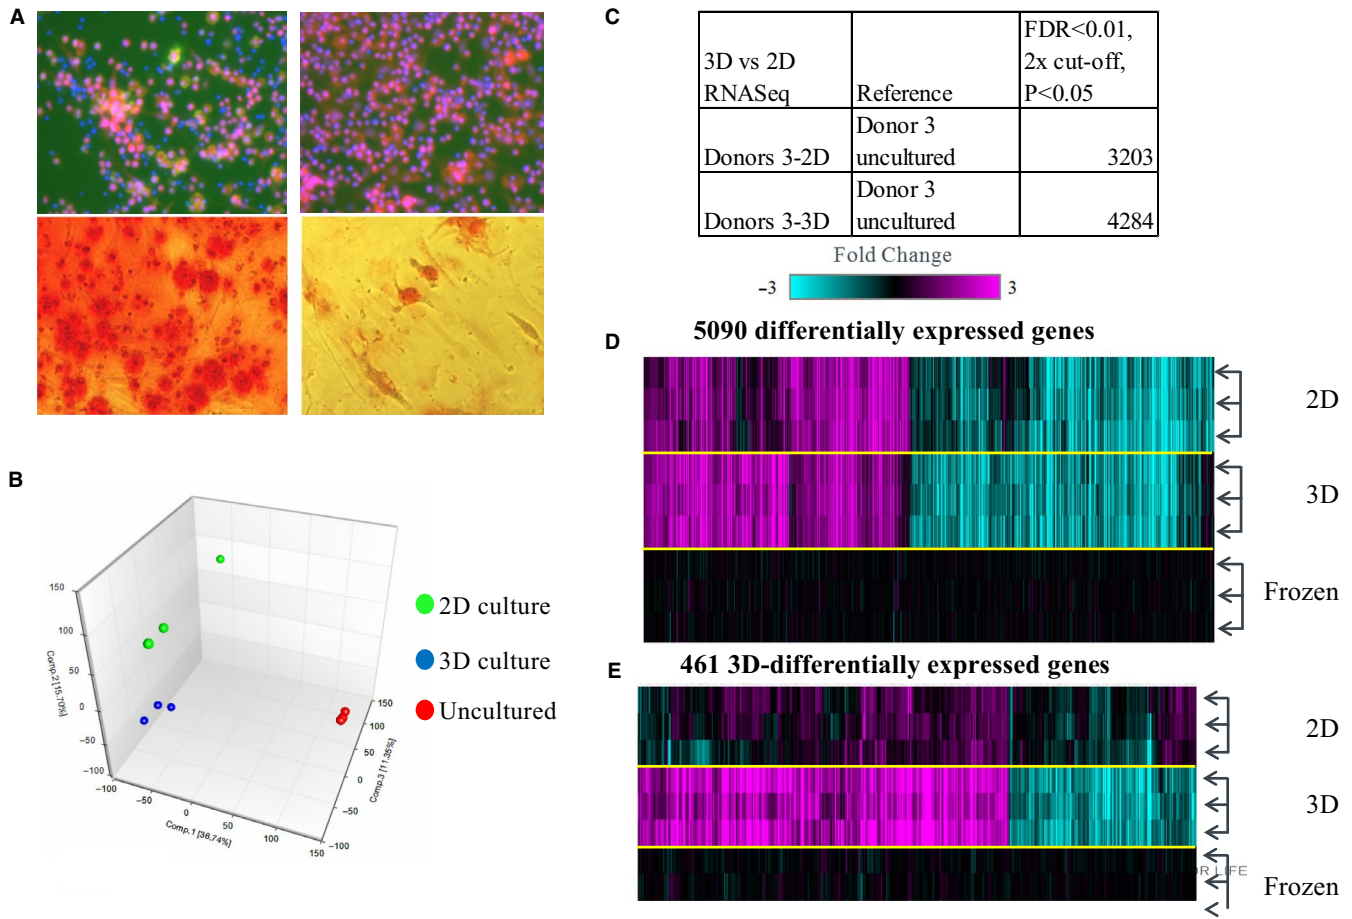 A
C
3D vs 2D
RNASeq
Reference
FDR<0.01,
2x cut-off,
P<0.05
Donors 3-2D
Donor 3
uncultured
3203
Donors 3-3D
Donor 3
uncultured
4284
Fold Change
−3
3
D
5090 differentially expressed genes
2D
3D
Frozen
B
150
100
50
0
−50
−100
Comp.2 [15.70%]
−100
−50
0
50
100
150
Comp.1 [36.74%]
150
100
50
0
−50
−100
Comp.3 [11.35%]
2D culture
3D culture
Uncultured
E
461 3D-differentially expressed genes
2D
3D
OR LIFE
Frozen